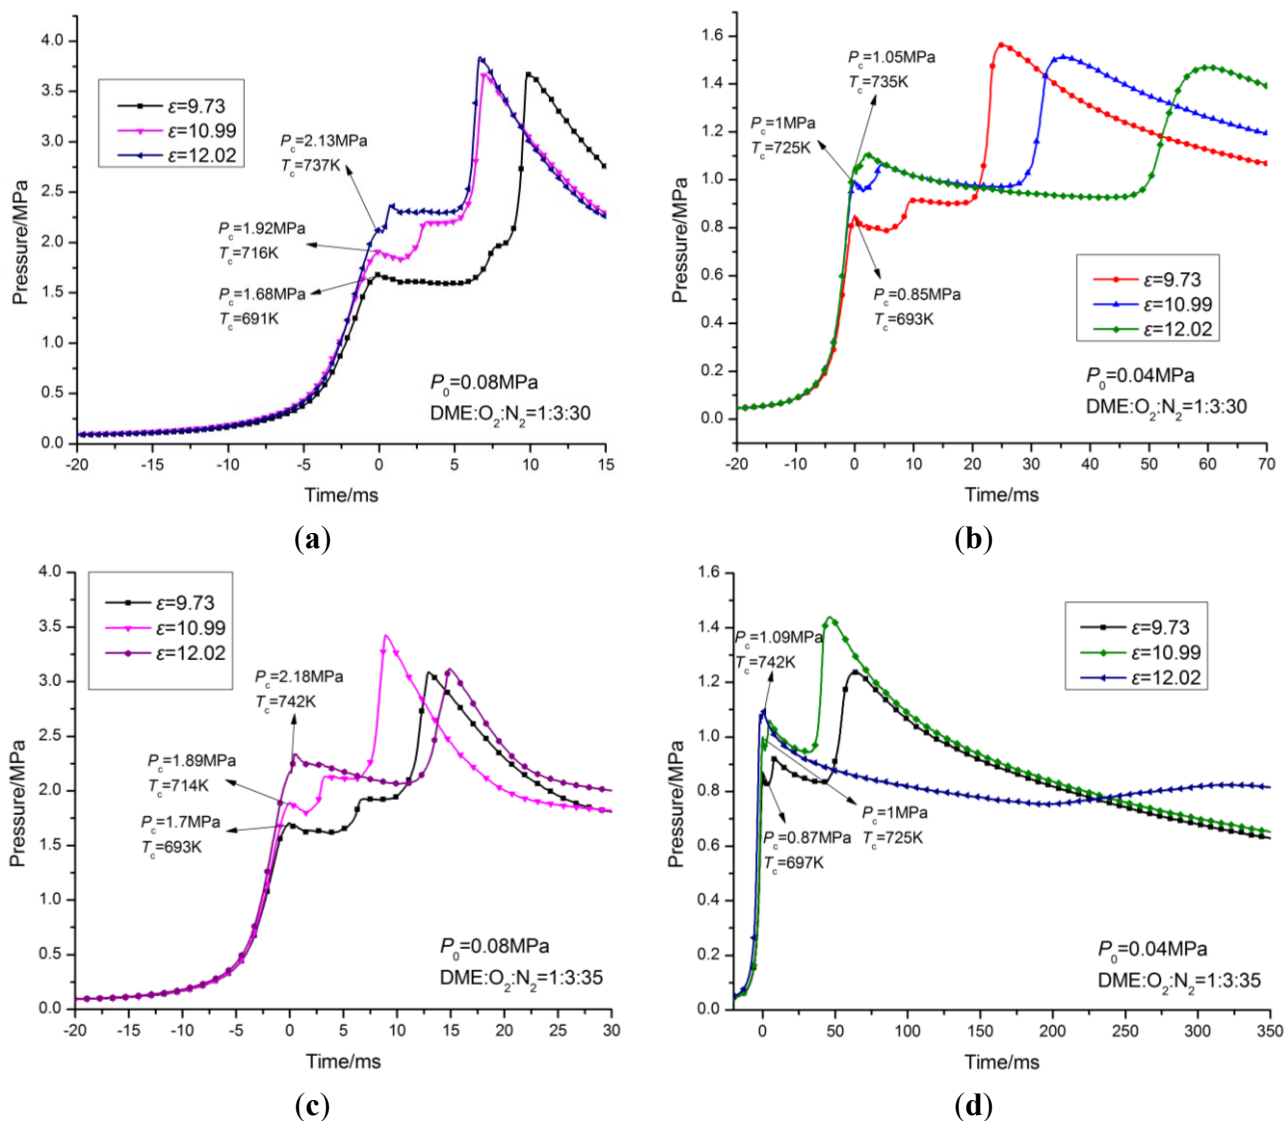 4.0
3.5
3.0
2.5
2.0
1.5
1.0
0.5
0.0
Pressure/MPa
ε=9.73
ε=10.99
ε=12.02
Pc=2.13MPa
Tc=737K
Pc=1.92MPa
Tc=716K
Pc=1.68MPa
Tc=691K
P0=0.08MPa
DME:O2:N2=1:3:30
-20 -15 -10 -5 0 5 10 15
Time/ms
(a)
1.6
1.4
1.2
1.0
0.8
0.6
0.4
0.2
0.0
Pressure/MPa
Pc=1.05MPa
Tc=735K
Pc=1MPa
Tc=725K
Pc=0.85MPa
Tc=693K
ε=9.73
ε=10.99
ε=12.02
P0=0.04MPa
DME:O2:N2=1:3:30
-20 -10 0 10 20 30 40 50 60 70
Time/ms
(b)
4.0
3.5
3.0
2.5
2.0
1.5
1.0
0.5
0.0
Pressure/MPa
ε=9.73
ε=10.99
ε=12.02
Pc=2.18MPa
Tc=742K
Pc=1.89MPa
Tc=714K
Pc=1.7MPa
Tc=693K
P0=0.08MPa
DME:O2:N2=1:3:35
-20 -15 -10 -5 0 5 10 15 20 25 30
Time/ms
(c)
1.6
1.4
1.2
1.0
0.8
0.6
0.4
0.2
0.0
Pressure/MPa
Pc=1.09MPa
Tc=742K
ε=9.73
ε=10.99
ε=12.02
Pc=0.87MPa
Tc=697K
Pc=1MPa
Tc=725K
P0=0.04MPa
DME:O2:N2=1:3:35
0 50 100 150 200 250 300 350
Time/ms
(d)